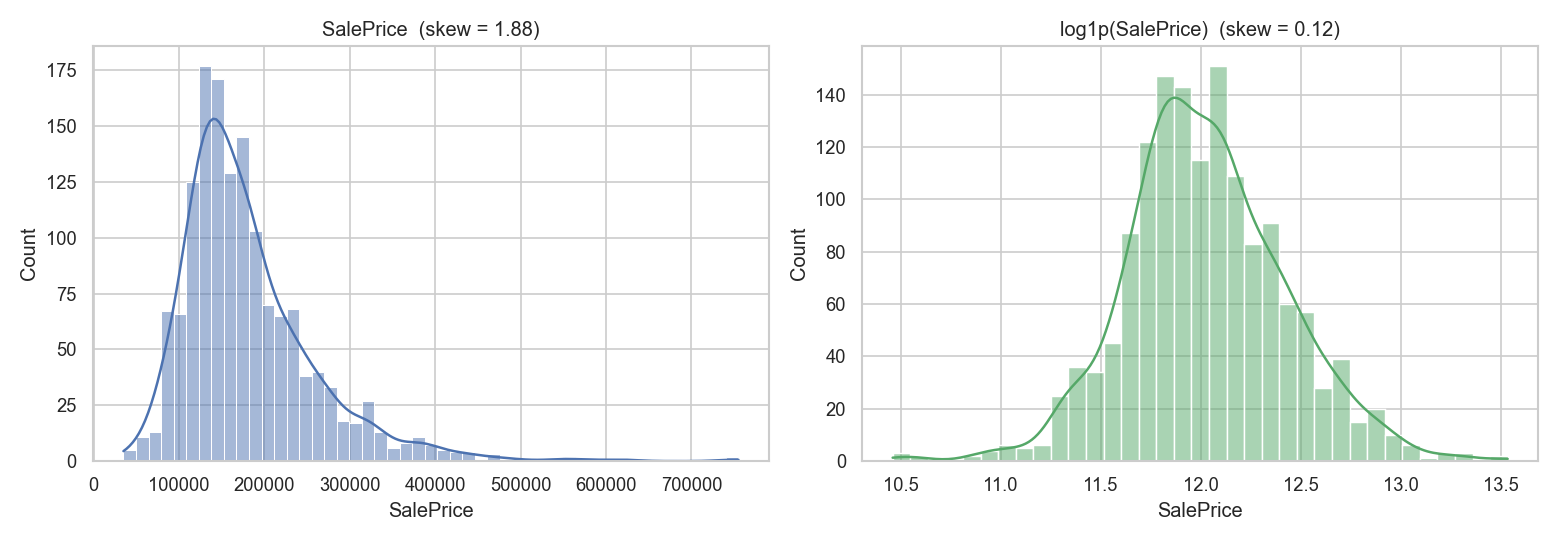 SalePrice  (skew = 1.88)
175
150
125
100
75
50
25
0
Count
0 100000 200000 300000 400000 500000 600000 700000
SalePrice
log1p(SalePrice)  (skew = 0.12)
140
120
100
80
60
40
20
0
Count
10.5 11.0 11.5 12.0 12.5 13.0 13.5
SalePrice